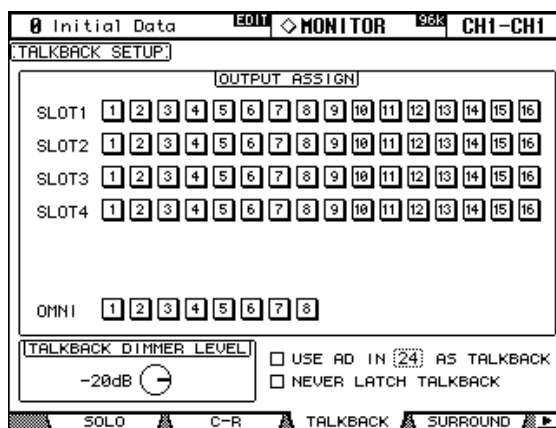 0 Initial Data EDIT ◇MONITOR 96k CH1-CH1
TALKBACK SETUP
OUTPUT ASSIGN
SLOT1 1 2 3 4 5 6 7 8 9 10 11 12 13 14 15 16
SLOT2 1 2 3 4 5 6 7 8 9 10 11 12 13 14 15 16
SLOT3 1 2 3 4 5 6 7 8 9 10 11 12 13 14 15 16
SLOT4 1 2 3 4 5 6 7 8 9 10 11 12 13 14 15 16
OMNI 1 2 3 4 5 6 7 8
TALKBACK DIMMER LEVEL
-20dB
USE AD IN 24 AS TALKBACK
NEVER LATCH TALKBACK
SOLO C-R TALKBACK SURROUND